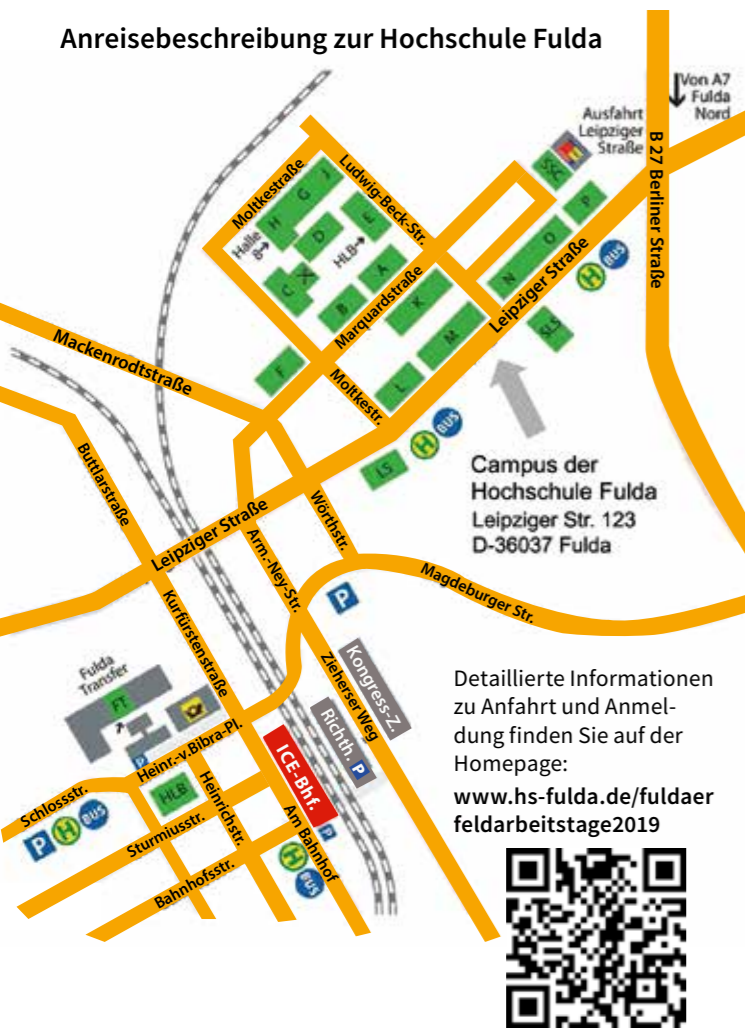 Anreisebeschreibung zur Hochschule Fulda
Von A7
Fulda
Nord
Ausfahrt
Leipziger
Straße
B 27 Berliner Straße
SSC
P
Moltkestraße
Ludwig-Beck-Str.
J
G
H
E
D
Halle
8
HLB
O
N
A
C
B
K
Marquardstraße
Leipziger Straße
H
BUS
M
SLS
F
Moltkestr.
L
Mackenrodtstraße
H
BUS
LS
Campus der
Hochschule Fulda
Leipziger Str. 123
D-36037 Fulda
Buttlarstraße
Leipziger Straße
Wörthstr.
Arm.-Ney-Str.
Magdeburger Str.
P
Kurfürstenstraße
Fulda
Transfer
FT
Zieherser Weg
Kongress-Z.
Richth.
P
P
Heinr.-v.Bibra-Pl.
ICE-Bhf.
Schlossstr.
HLB
Heinrichstr.
P
H
BUS
Sturmiusstr.
Am Bahnhof
P
Bahnhofsstr.
H
BUS
Detaillierte Informationen
zu Anfahrt und Anmel-
dung finden Sie auf der
Homepage:
www.hs-fulda.de/fuldaer
feldarbeitstage2019